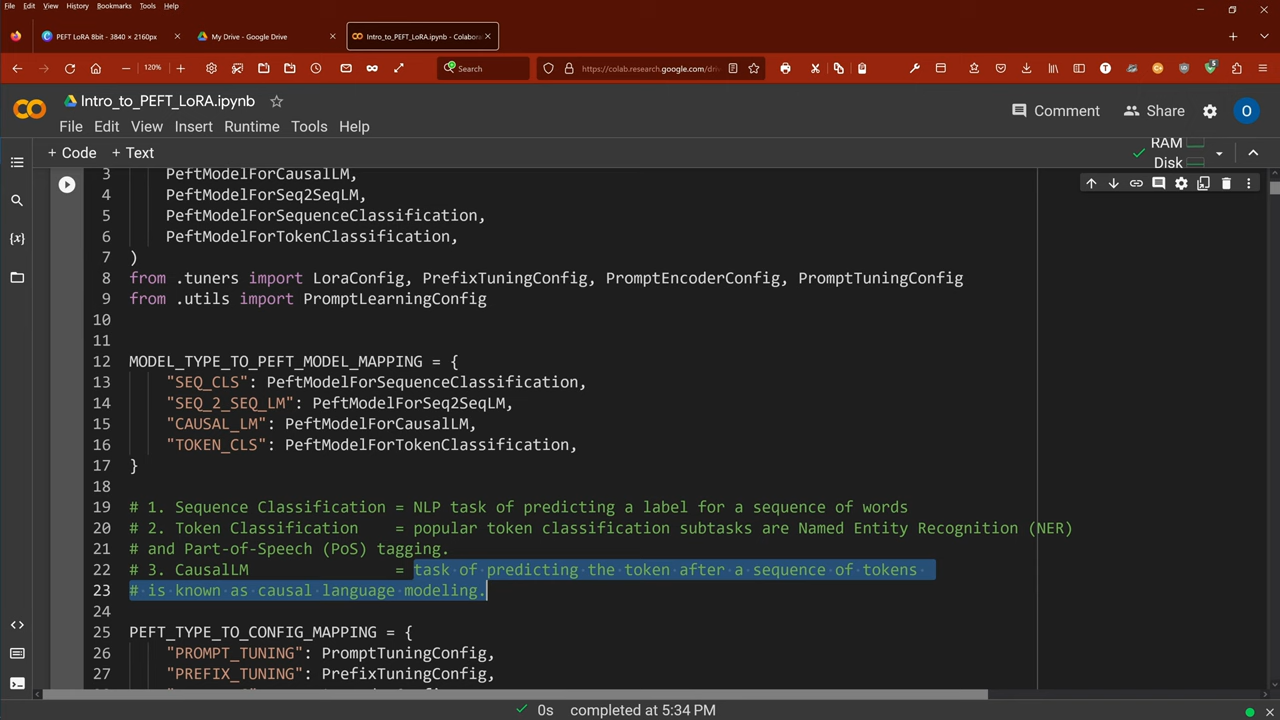 File Edit View History Bookmarks Tools Help
PEFT LoRA 8bit - 3840 × 2160p
My Drive - Google Drive
Intro_to_PEFT_LoRA.ipynb - Colabora
120%
Search
https://colab.research.google.com/driv
Intro_to_PEFT_LoRA.ipynb
Comment
Share
O
File Edit View Insert Runtime Tools Help
+ Code + Text
RAM
Disk
3 PeftModelForCausalLM,
4 PeftModelForSeq2SeqLM,
5 PeftModelForSequenceClassification,
6 PeftModelForTokenClassification,
7 )
8 from .tuners import LoraConfig, PrefixTuningConfig, PromptEncoderConfig, PromptTuningConfig
9 from .utils import PromptLearningConfig
10
11
12 MODEL_TYPE_TO_PEFT_MODEL_MAPPING = {
13 "SEQ_CLS": PeftModelForSequenceClassification,
14 "SEQ_2_SEQ_LM": PeftModelForSeq2SeqLM,
15 "CAUSAL_LM": PeftModelForCausalLM,
16 "TOKEN_CLS": PeftModelForTokenClassification,
17 }
18
19 # 1. Sequence Classification = NLP task of predicting a label for a sequence of words
20 # 2. Token Classification = popular token classification subtasks are Named Entity Recognition (NER)
21 # and Part-of-Speech (PoS) tagging.
22 # 3. CausalLM = task of predicting the token after a sequence of tokens
23 # is known as causal language modeling.
24
25 PEFT_TYPE_TO_CONFIG_MAPPING = {
26 "PROMPT_TUNING": PromptTuningConfig,
27 "PREFIX_TUNING": PrefixTuningConfig,
0s completed at 5:34 PM